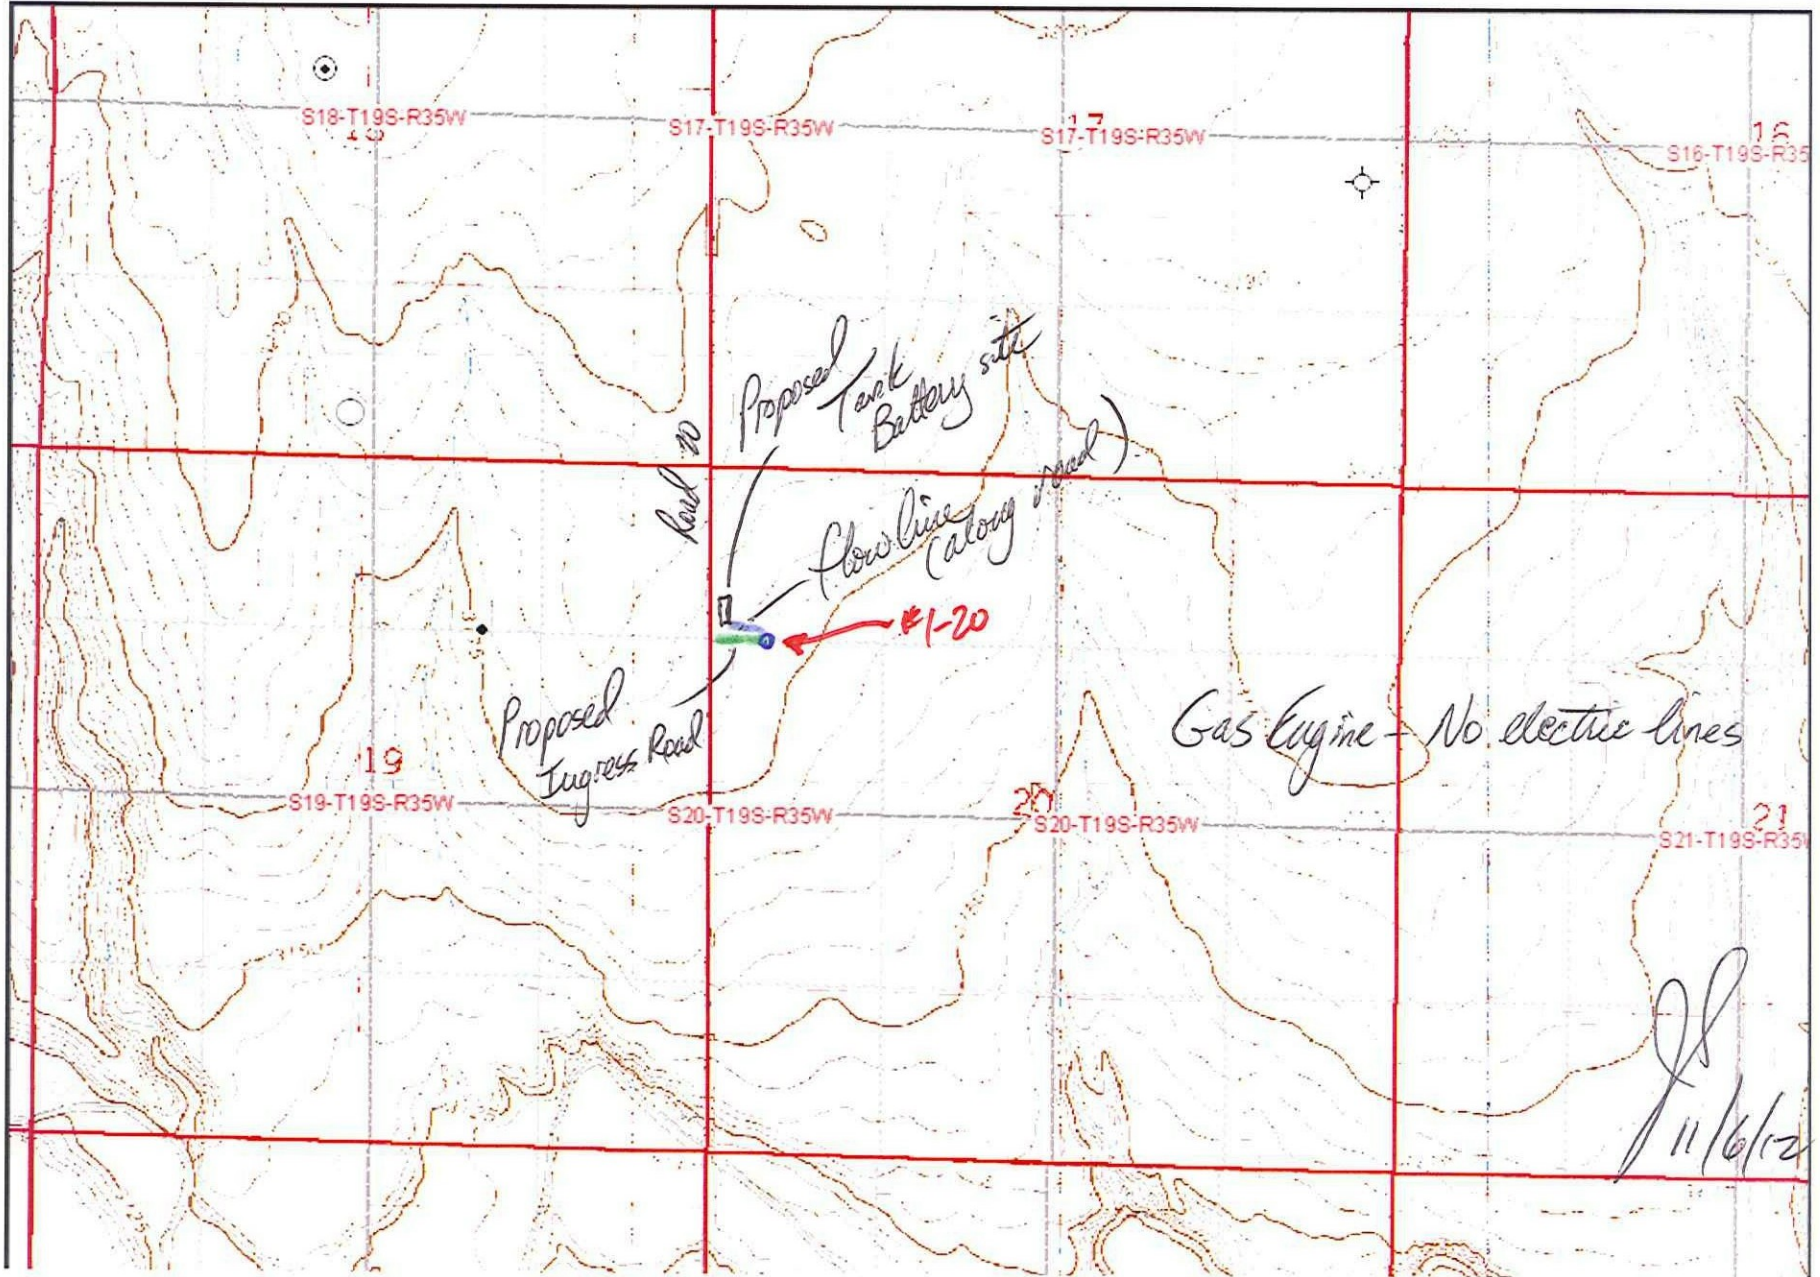 S18-T19S-R35W
S17-T19S-R35W
17
S17-T19S-R35W
16
S16-T19S-R35
Proposed
Tank
Battery site
Road 20
flow line
(along road)
#1-20
Proposed
Ingress Road
Gas Engine - No electric lines
19
S19-T19S-R35W
S20-T19S-R35W
20
S20-T19S-R35W
21
S21-T19S-R35W
11/6/12